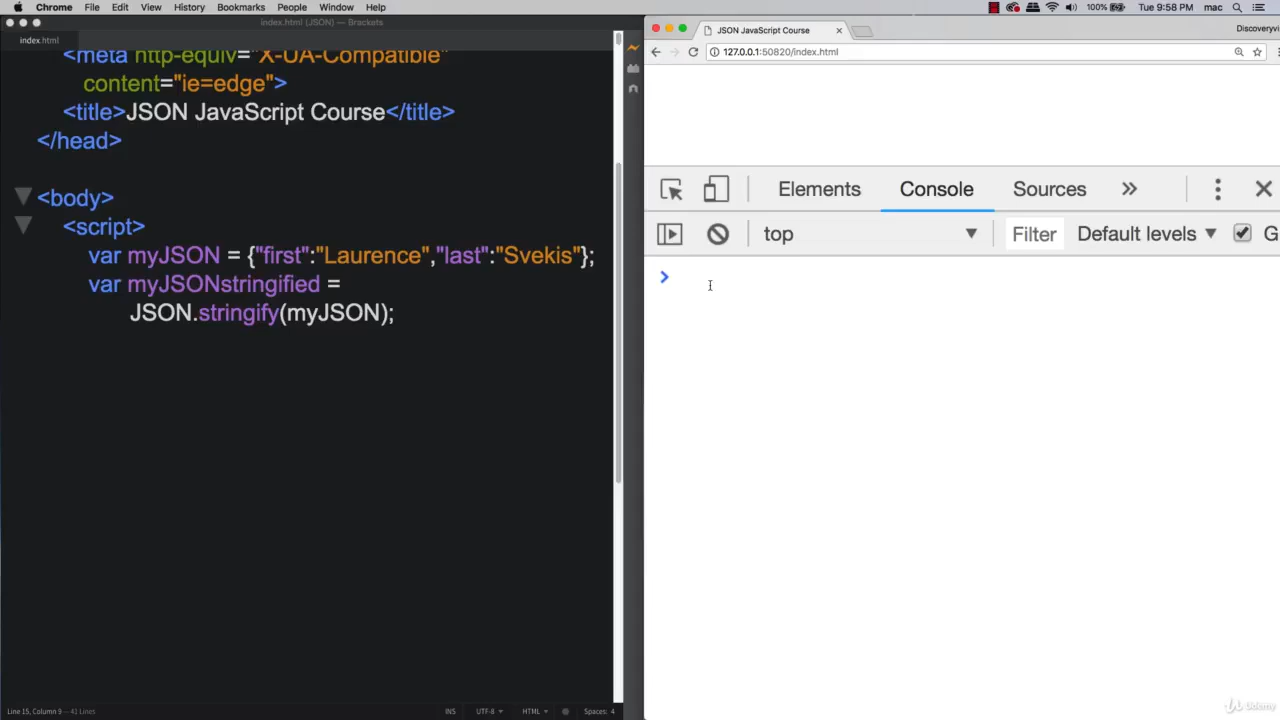 Chrome File Edit View History Bookmarks People Window Help 100% Tue 9:58 PM mac
index.html (JSON) — Brackets
index.html
<meta http-equiv="X-UA-Compatible"
content="ie=edge">
<title>JSON JavaScript Course</title>
</head>
<body>
<script>
var myJSON = {"first":"Laurence","last":"Svekis"};
var myJSONstringified =
JSON.stringify(myJSON);
Line 15, Column 9 — 41 Lines
INS UTF-8 HTML Spaces: 4
JSON JavaScript Course
Discoveryvi
127.0.0.1:50820/index.html
Elements Console Sources »
top Filter Default levels G
>
Udemy